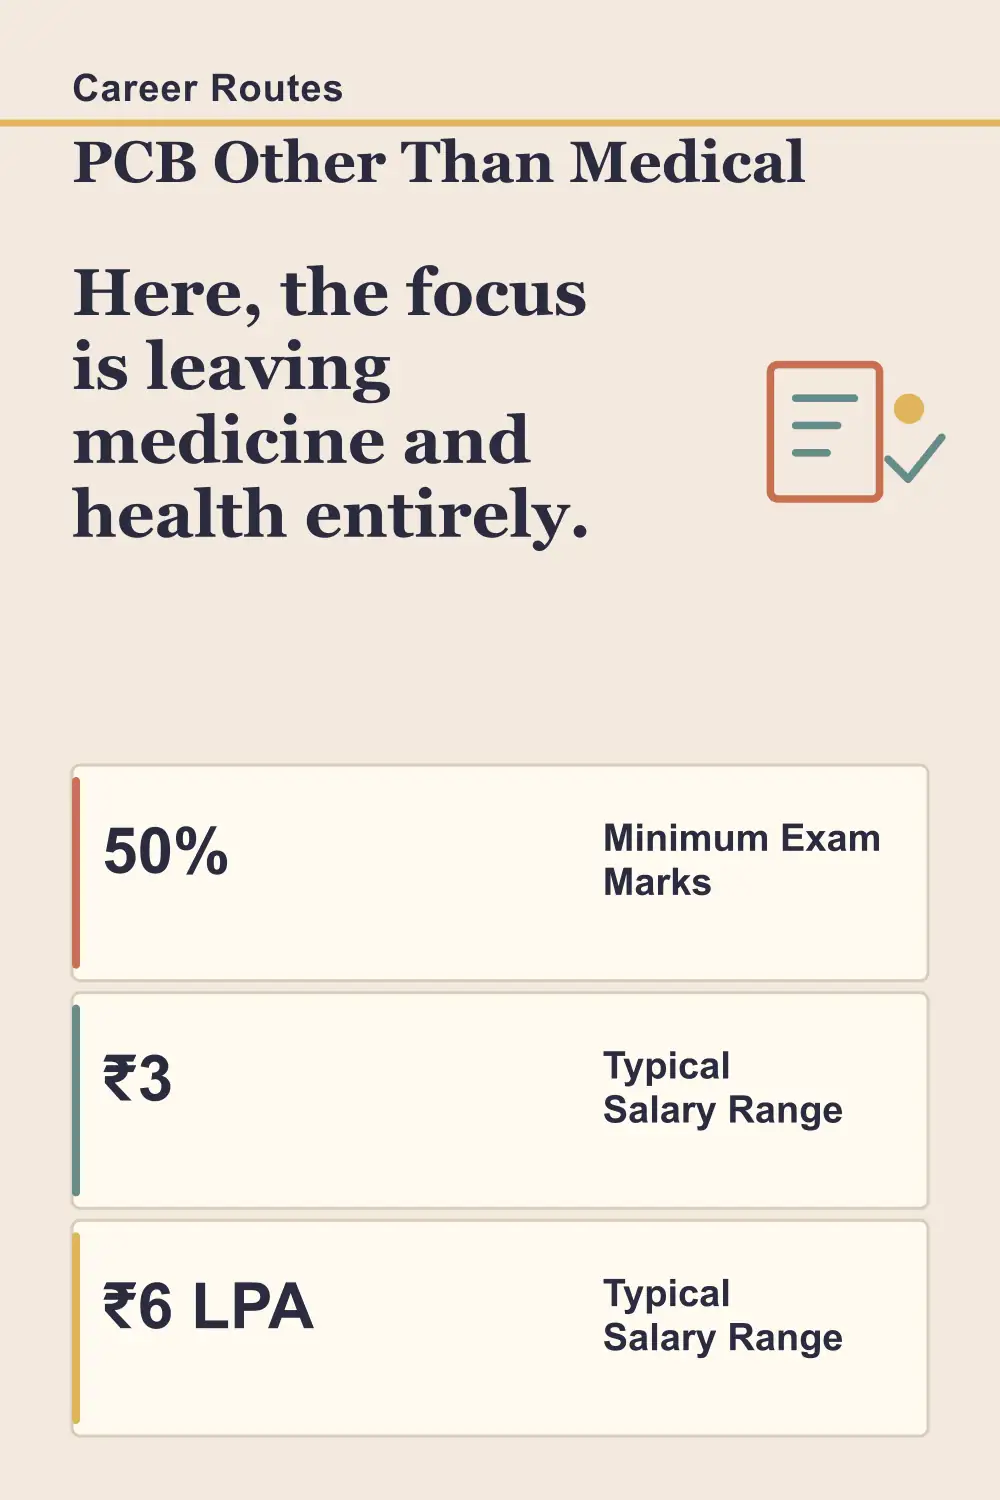 Career Routes
PCB Other Than Medical
Here, the focus
is leaving
medicine and
health entirely.
50%
Minimum Exam
Marks
₹3
Typical
Salary Range
₹6 LPA
Typical
Salary Range